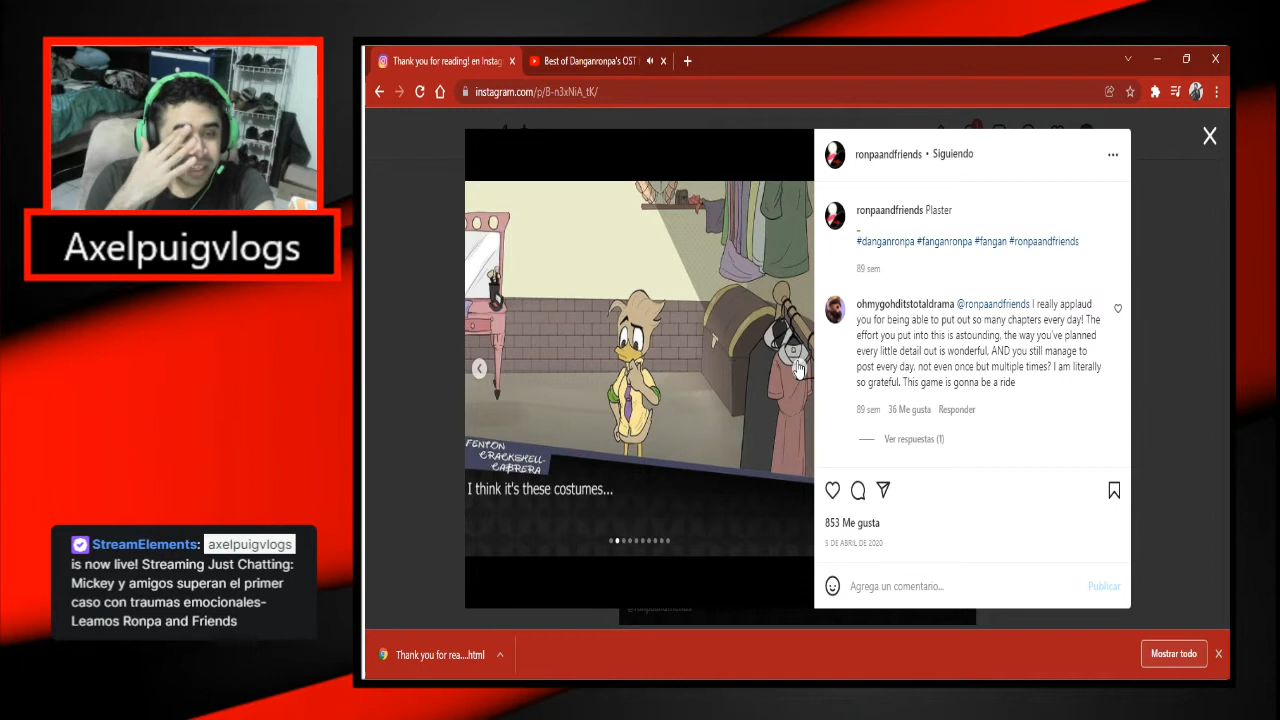 Thank you for reading! en Instag
Best of Danganronpa's OST
instagram.com/p/B-n3xNiA_tK/
Axelpuigvlogs
StreamElements: axelpuigvlogs
is now live! Streaming Just Chatting:
Mickey y amigos superan el primer
caso con traumas emocionales-
Leamos Ronpa and Friends
FENTON
CRACKSHELL-
CABRERA
I think it's these costumes...
ronpaandfriends • Siguiendo
ronpaandfriends Plaster
_
#danganronpa #fanganronpa #fangan #ronpaandfriends
89 sem
ohmygohditstotaldrama @ronpaandfriends I really applaud
you for being able to put out so many chapters every day! The
effort you put into this is astounding, the way you've planned
every little detail out is wonderful, AND you still manage to
post every day, not even once but multiple times? I am literally
so grateful. This game is gonna be a ride
89 sem 36 Me gusta Responder
Ver respuestas (1)
853 Me gusta
5 DE ABRIL DE 2020
Agrega un comentario... Publicar
Thank you for rea....html
Mostrar todo